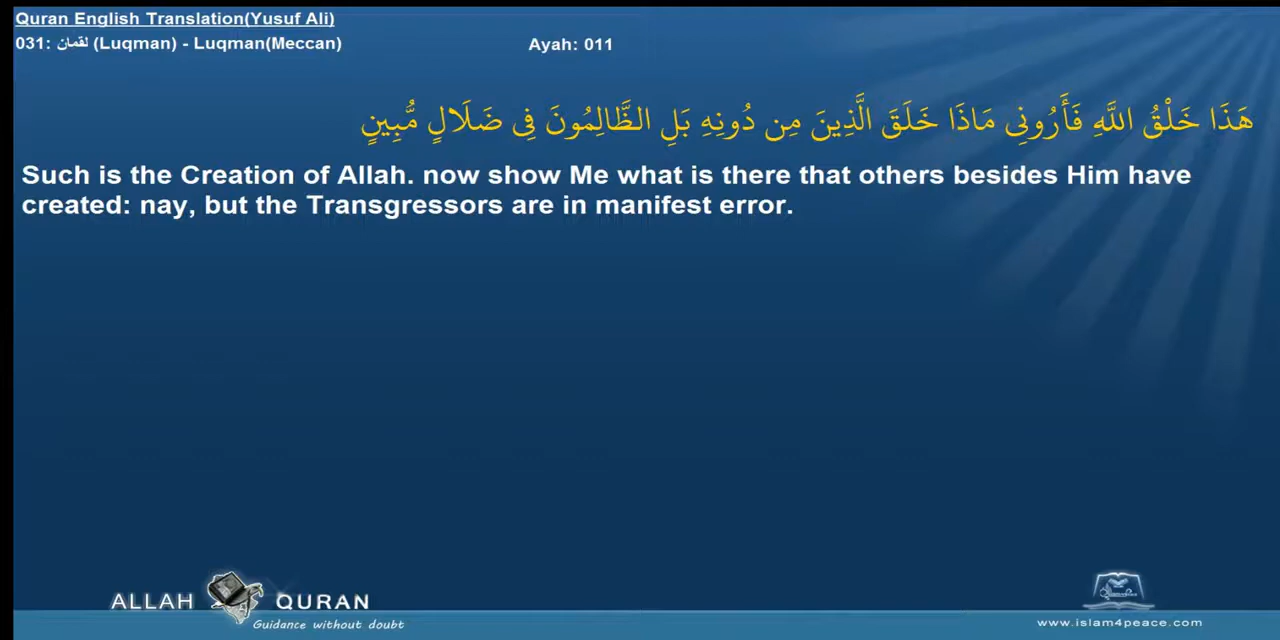 Quran English Translation(Yusuf Ali)
031: لقمان (Luqman) - Luqman(Meccan) Ayah: 011
هَذَا خَلْقُ اللَّهِ فَأَرُونِى مَاذَا خَلَقَ الَّذِينَ مِن دُونِهِ بَلِ الظَّالِمُونَ فِى ضَلَالٍ مُّبِينٍ
Such is the Creation of Allah. now show Me what is there that others besides Him have
created: nay, but the Transgressors are in manifest error.
ALLAH QURAN
Guidance without doubt
www.islam4peace.com